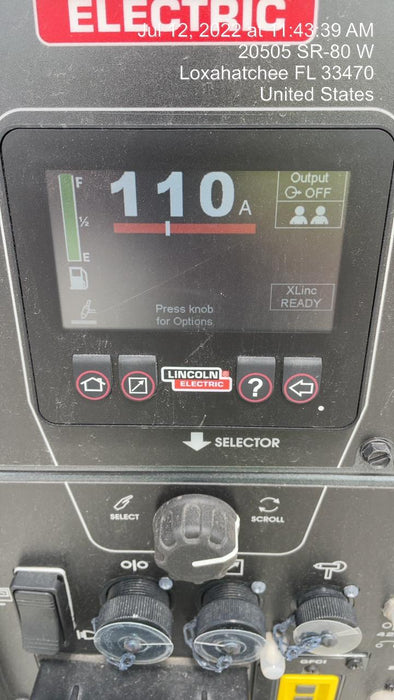 ELECTRIC
Jul 12, 2022 at 11:43:39 AM
20505 SR-80 W
Loxahatchee FL 33470
United States
F
½
E
110 A
Output
OFF
XLinc
READY
Press knob
for Options
LINCOLN
ELECTRIC
?
SELECTOR
SELECT
SCROLL
GFCI